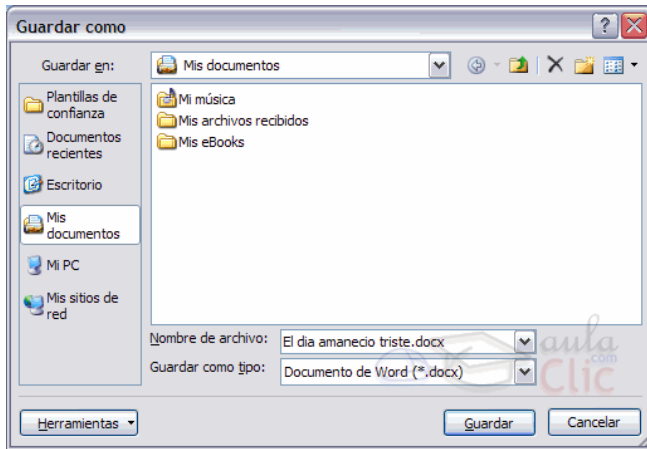 Guardar como
Guardar en:
Mis documentos
Plantillas de
confianza
Documentos
recientes
Escritorio
Mis
documentos
Mi PC
Mis sitios de
red
Mi música
Mis archivos recibidos
Mis eBooks
Nombre de archivo:
El dia amanecio triste.docx
Guardar como tipo:
Documento de Word (*.docx)
aula
.com
Clic
Herramientas
Guardar
Cancelar